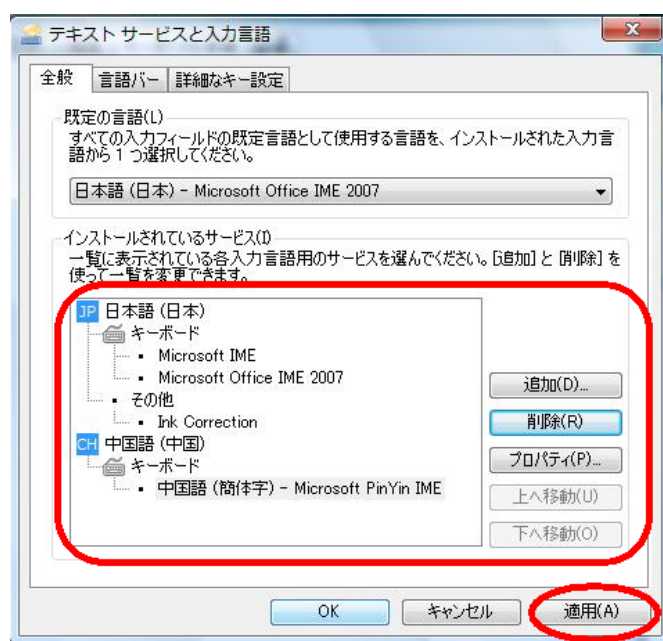 テキスト サービスと入力言語
全般 言語バー 詳細なキー設定
既定の言語(L)
すべての入力フィールドの既定言語として使用する言語を、インストールされた入力言
語から 1 つ選択してください。
日本語 (日本) - Microsoft Office IME 2007
インストールされているサービス(I)
一覧に表示されている各入力言語用のサービスを選んでください。[追加] と [削除] を
使って一覧を変更できます。
JP 日本語 (日本)
キーボード
Microsoft IME
Microsoft Office IME 2007
その他
Ink Correction
CH 中国語 (中国)
キーボード
中国語 (簡体字) - Microsoft PinYin IME
追加(D)...
削除(R)
プロパティ(P)...
上へ移動(U)
下へ移動(O)
OK キャンセル 適用(A)